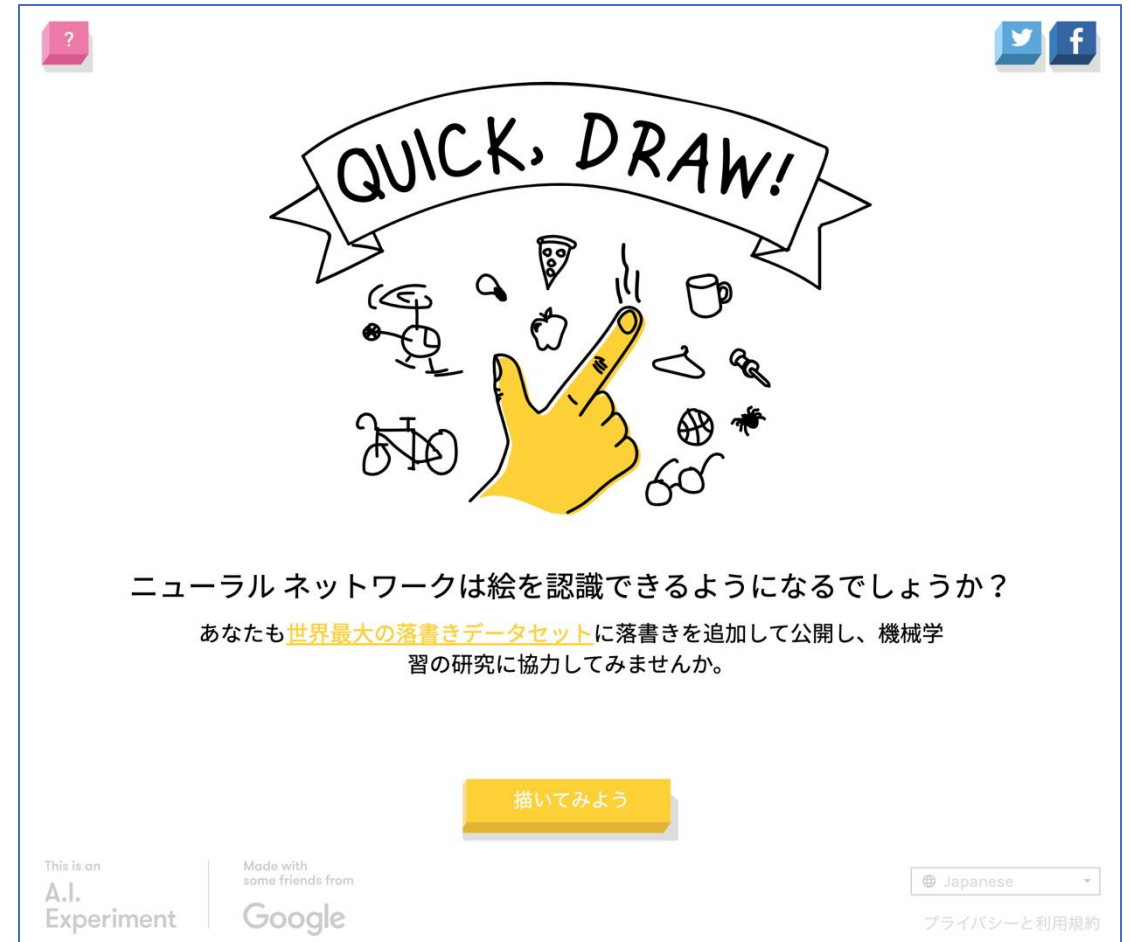 ?
QUICK, DRAW!
ニューラル ネットワークは絵を認識できるようになるでしょうか？
あなたも世界最大の落書きデータセットに落書きを追加して公開し、機械学
習の研究に協力してみませんか。
描いてみよう
This is an
A.I.
Experiment
Made with
some friends from
Google
Japanese
プライバシーと利用規約